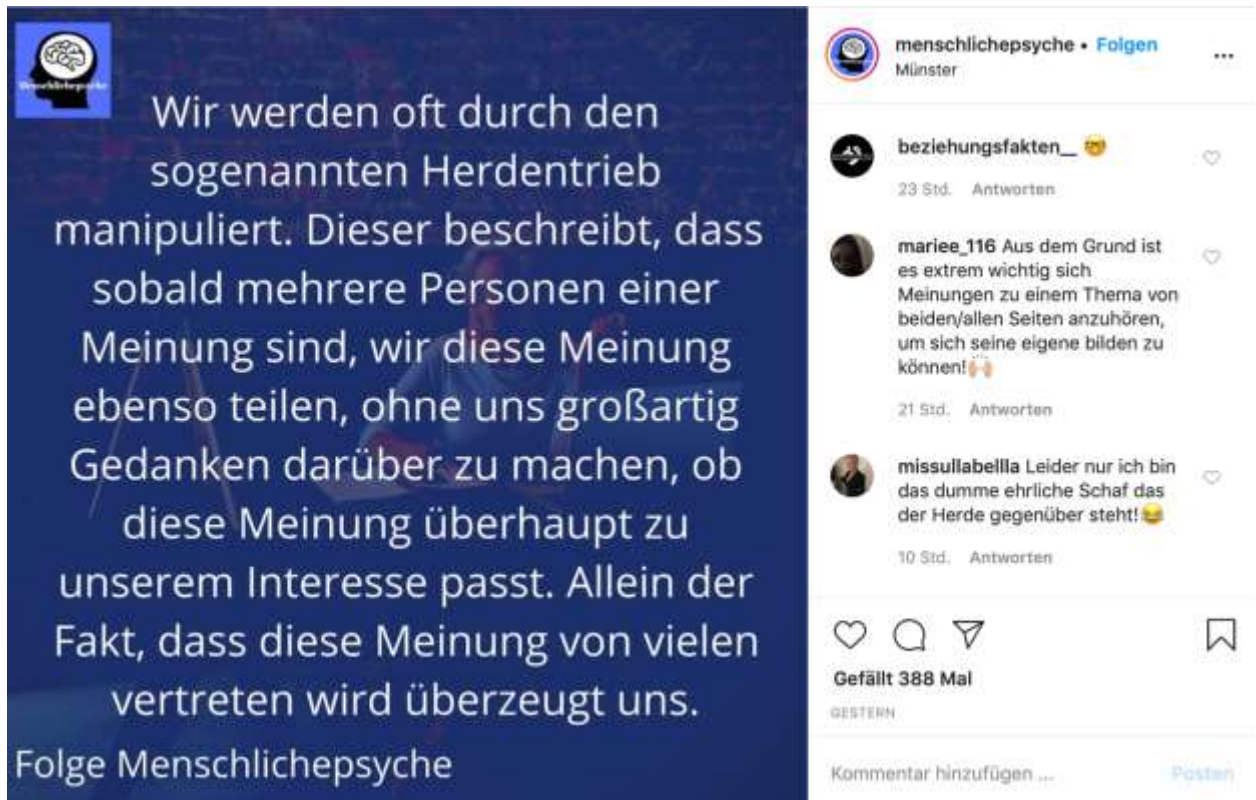 Menschlichepsyche
Wir werden oft durch den
sogenannten Herdentrieb
manipuliert. Dieser beschreibt, dass
sobald mehrere Personen einer
Meinung sind, wir diese Meinung
ebenso teilen, ohne uns großartig
Gedanken darüber zu machen, ob
diese Meinung überhaupt zu
unserem Interesse passt. Allein der
Fakt, dass diese Meinung von vielen
vertreten wird überzeugt uns.
Folge Menschlichepsyche
menschlichepsyche • Folgen
Münster
beziehungsfakten__ 🤓
23 Std. Antworten
mariee_116 Aus dem Grund ist
es extrem wichtig sich
Meinungen zu einem Thema von
beiden/allen Seiten anzuhören,
um sich seine eigene bilden zu
können!🙌🏻
21 Std. Antworten
missullabellla Leider nur ich bin
das dumme ehrliche Schaf das
der Herde gegenüber steht!😂
10 Std. Antworten
Gefällt 388 Mal
GESTERN
Kommentar hinzufügen ... Posten